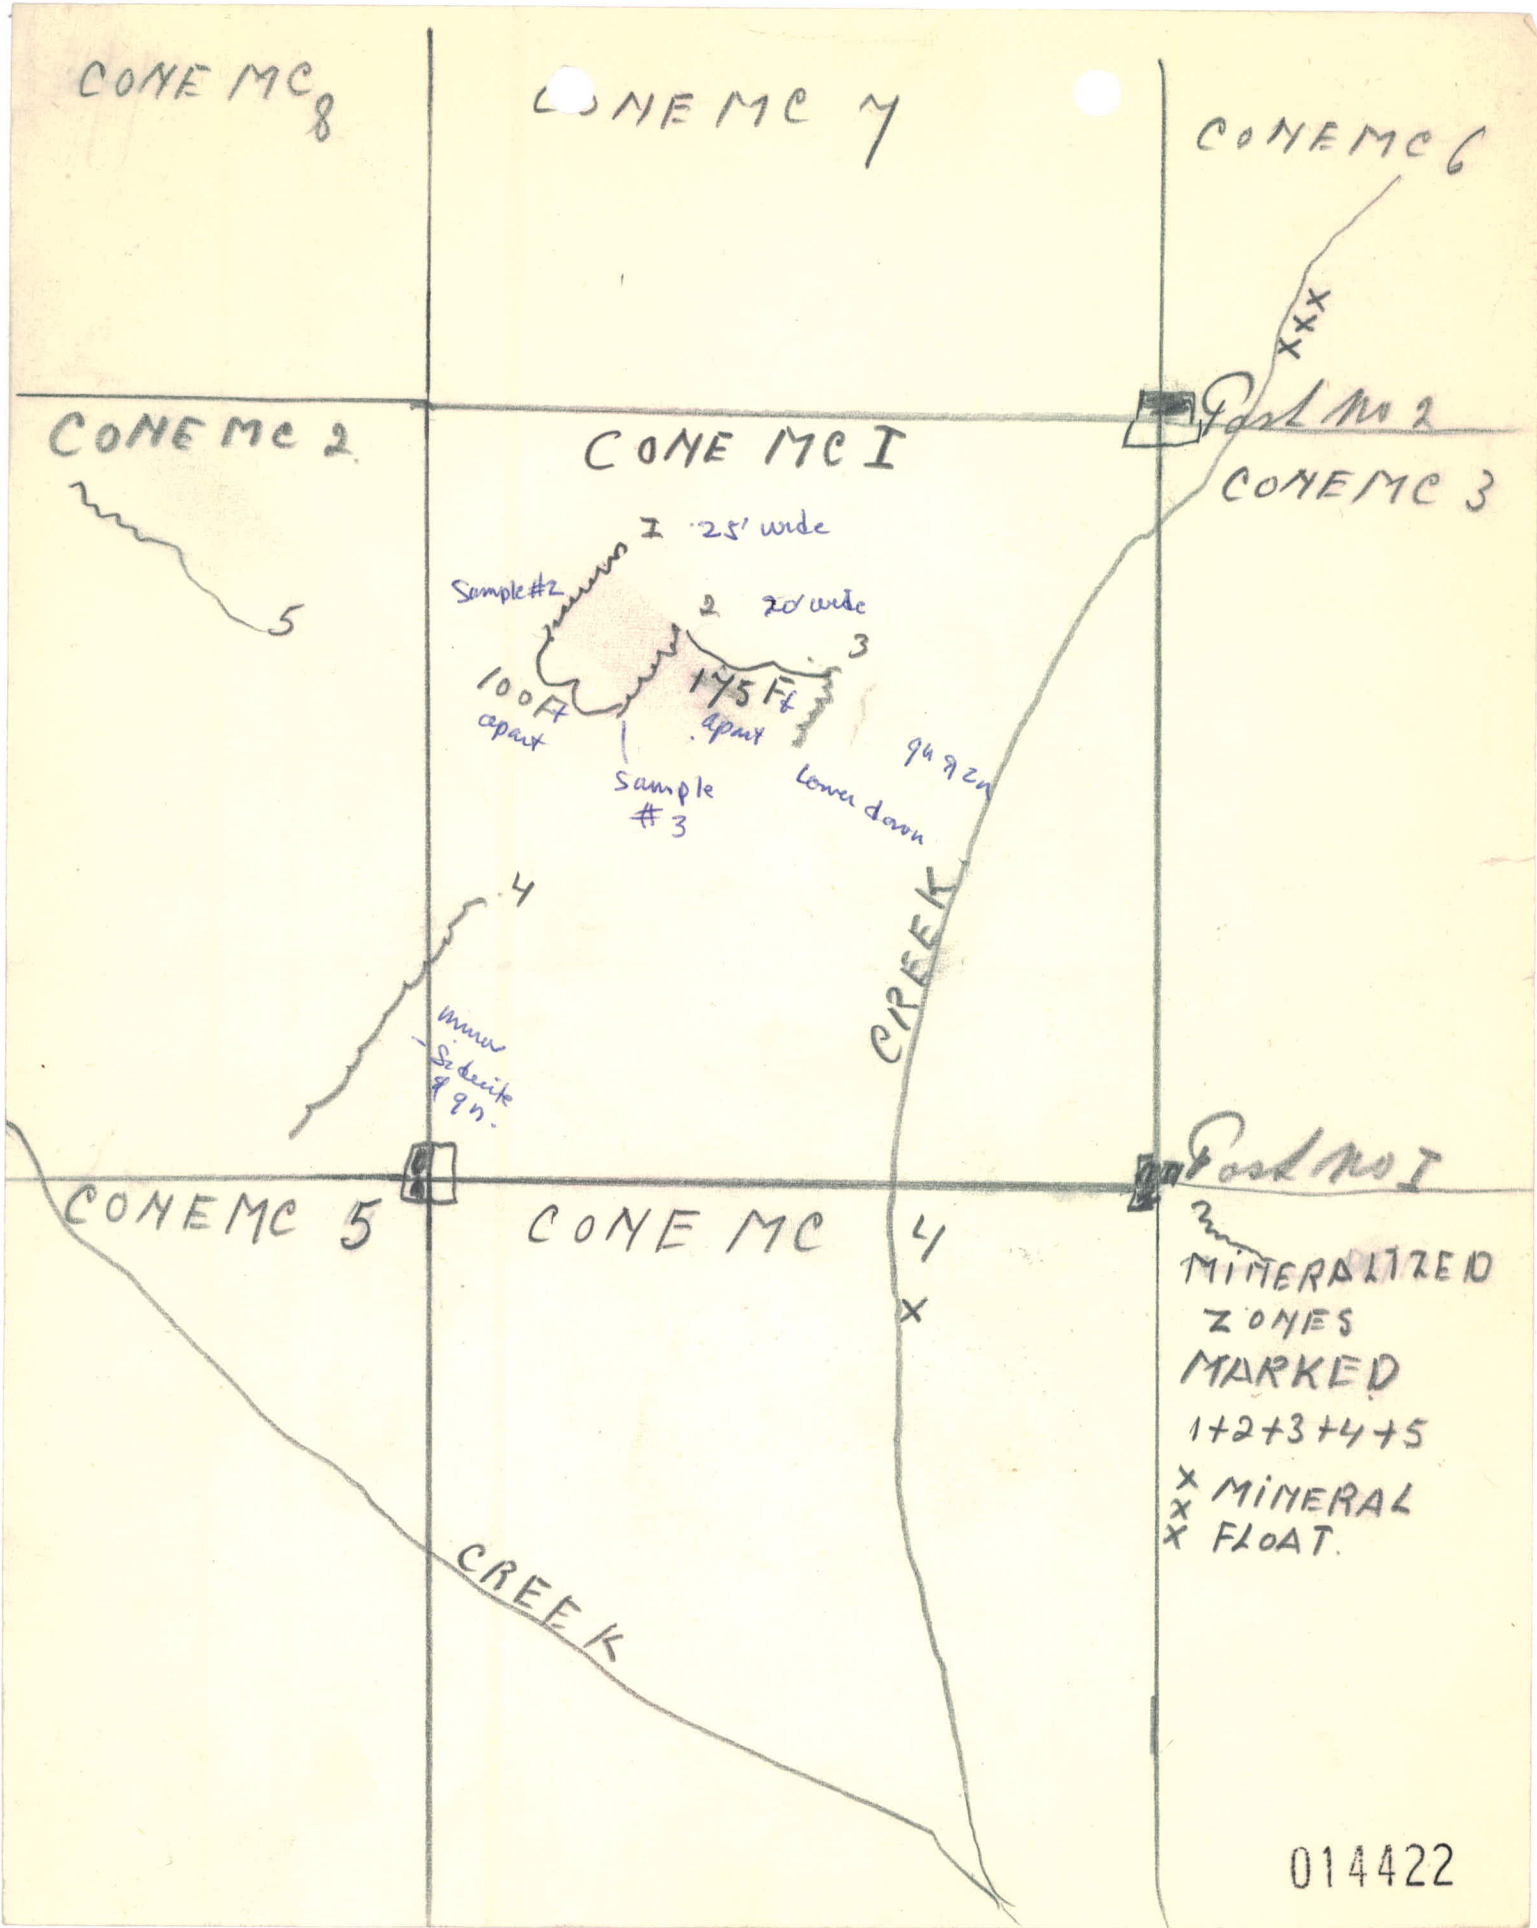 CONE MC 8
CONE MC 7
CONE MC 6
Post No 2
CONE MC 2
CONE MC I
CONE MC 3
I 25' wide
Sample #2
2 20' wide
3
5
100 Ft
apart
175 Ft
apart
Sample
# 3
Lower down
4
CREEK
minor
Siderite
& gn.
Post No I
CONE MC 5
CONE MC 4
x
MINERALIZED
ZONES
MARKED
1+2+3+4+5
x MINERAL
x
x FLOAT.
CREEK
x x x
014422